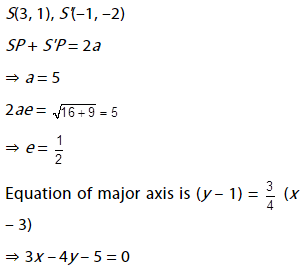 S(3, 1), S'(–1, –2)
SP + S'P = 2a
⇒ a = 5
2ae = √16 + 9 = 5
⇒ e = 1/2
Equation of major axis is (y – 1) = 3/4 (x
– 3)
⇒ 3x – 4y – 5 = 0